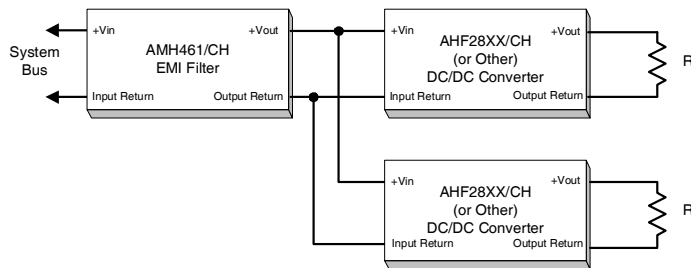 System
Bus
+Vin
AMH461/CH
EMI Filter
+Vout
Input Return
Output Return
+Vin
AHF28XX/CH
(or Other)
DC/DC Converter
+Vout
Input Return
Output Return
R
+Vin
AHF28XX/CH
(or Other)
DC/DC Converter
+Vout
Input Return
Output Return
R